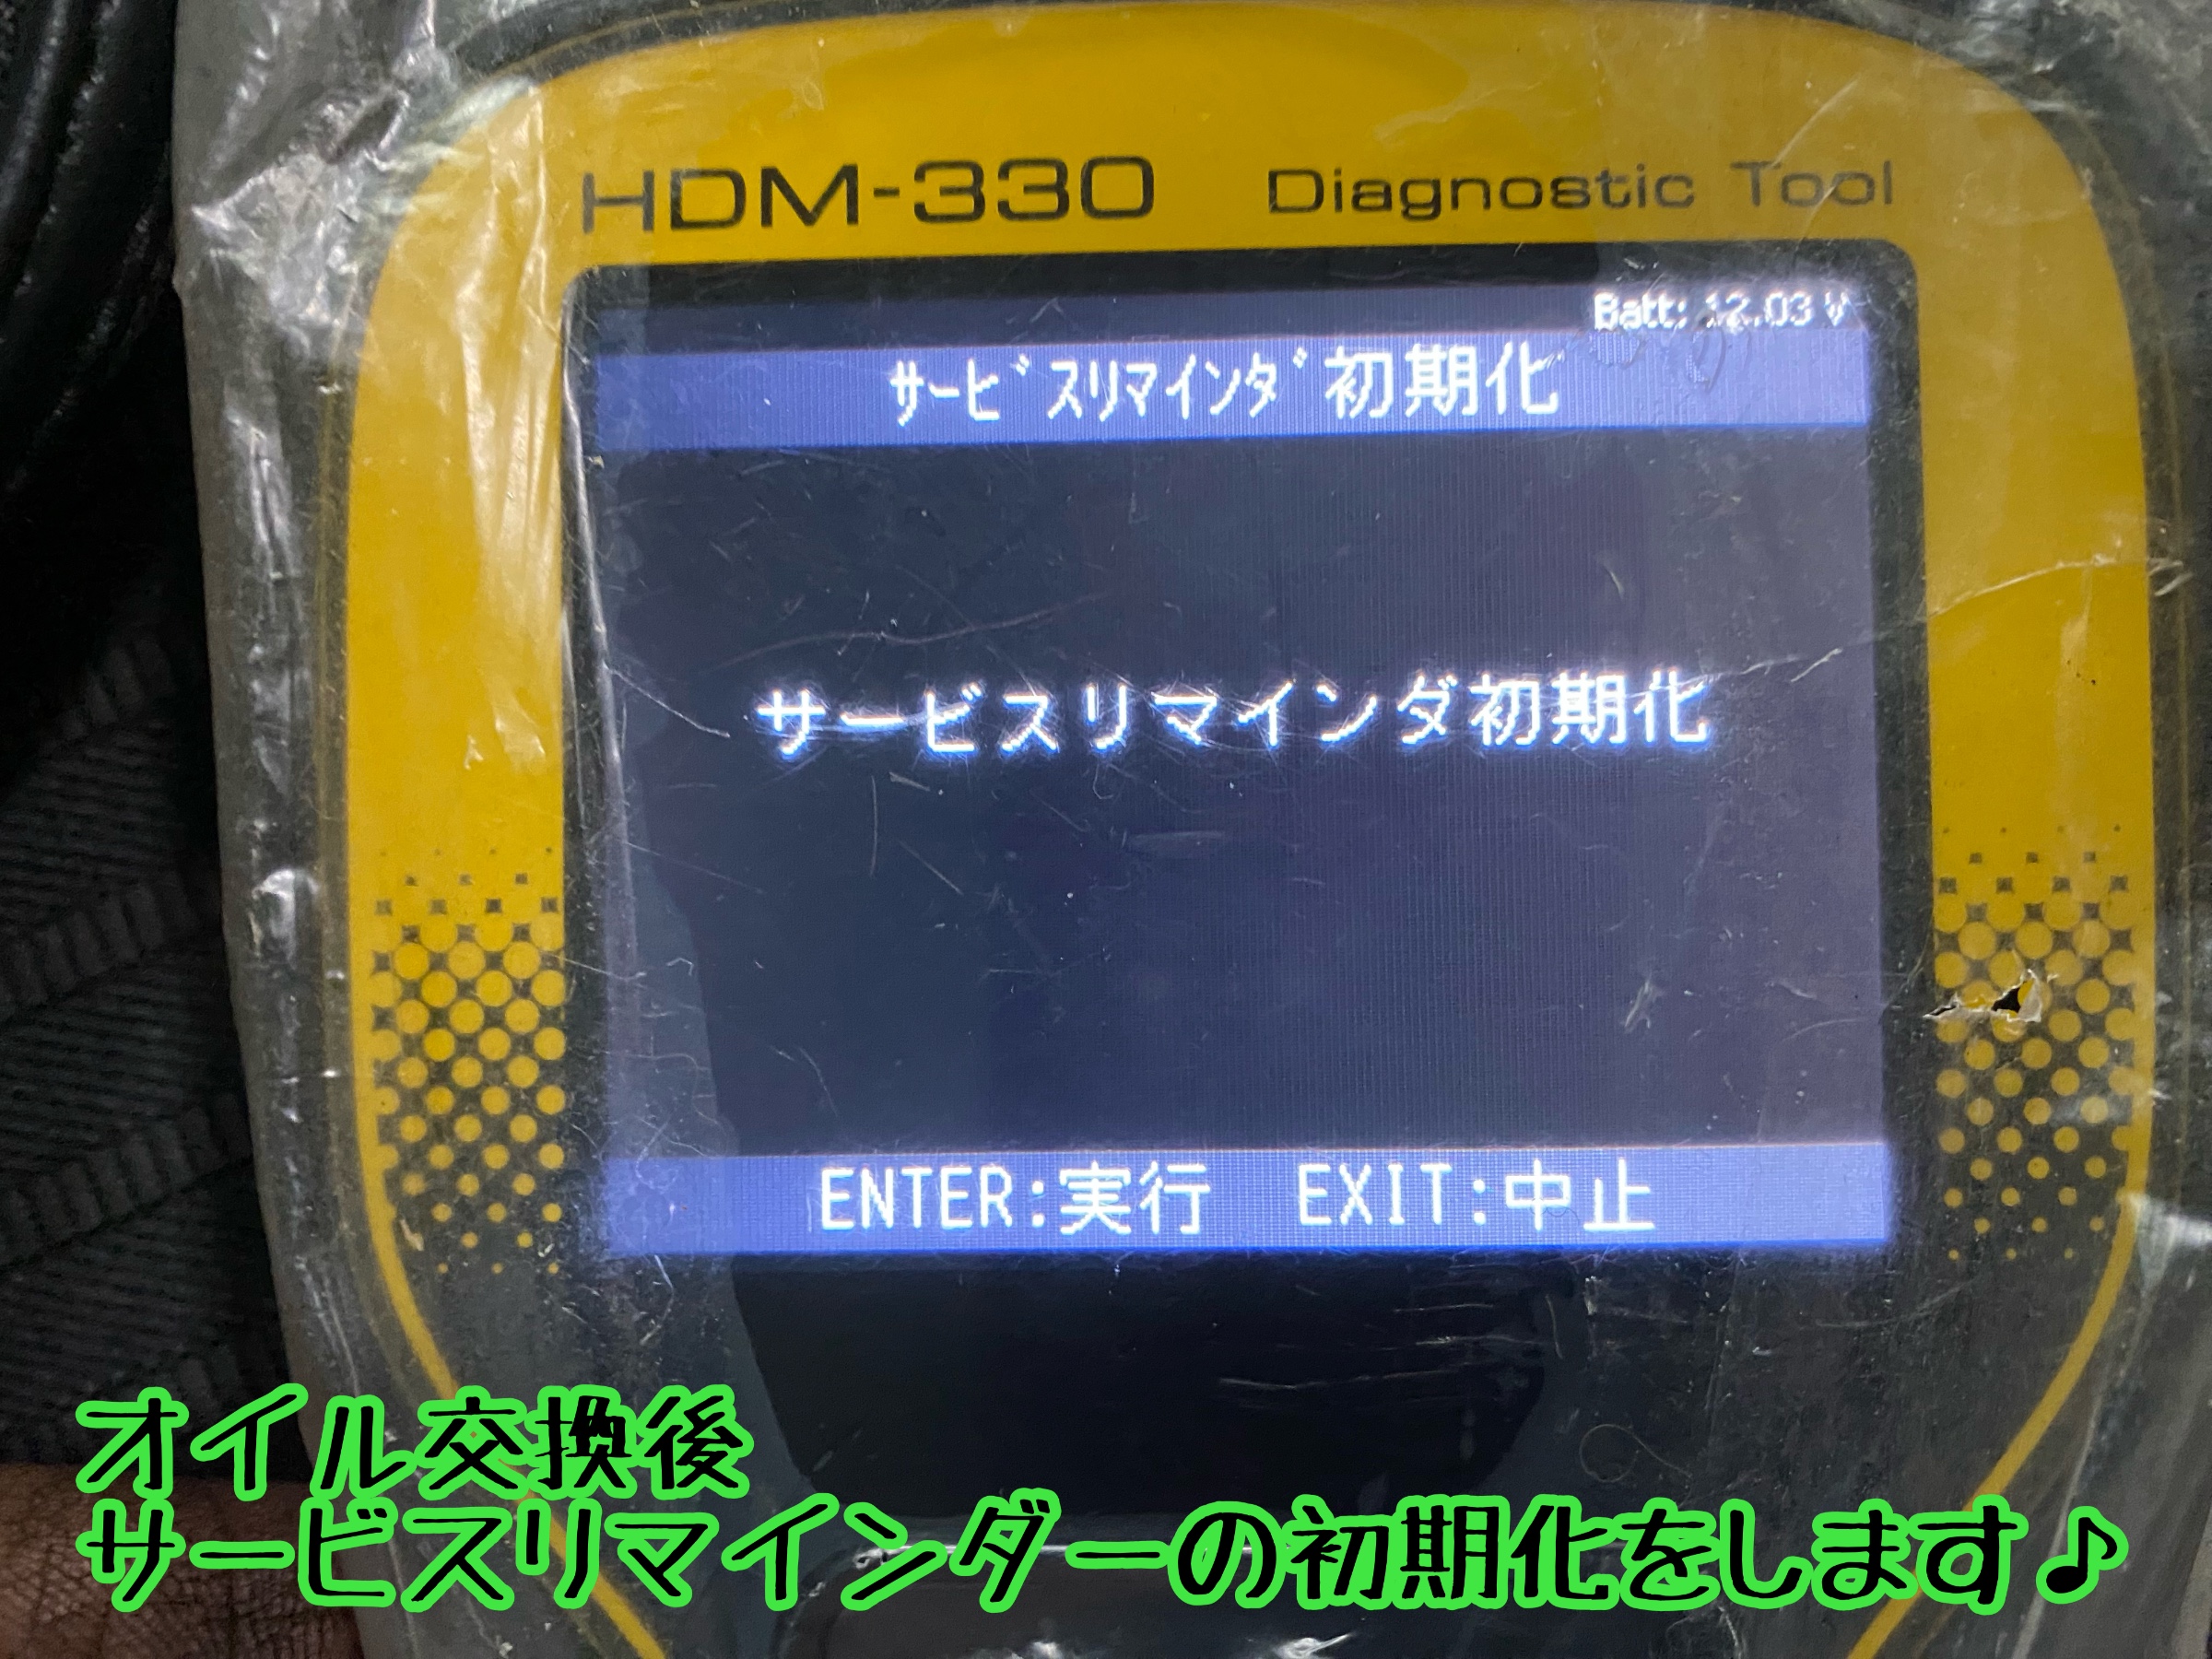 HDM-330 Diagnostic Tool
Batt: 12.03 V
ｻｰﾋﾞｽﾘﾏｲﾝﾀﾞ初期化
サービスリマインダ初期化
ENTER:実行 EXIT:中止
オイル交換後
サービスリマインダーの初期化をします♪